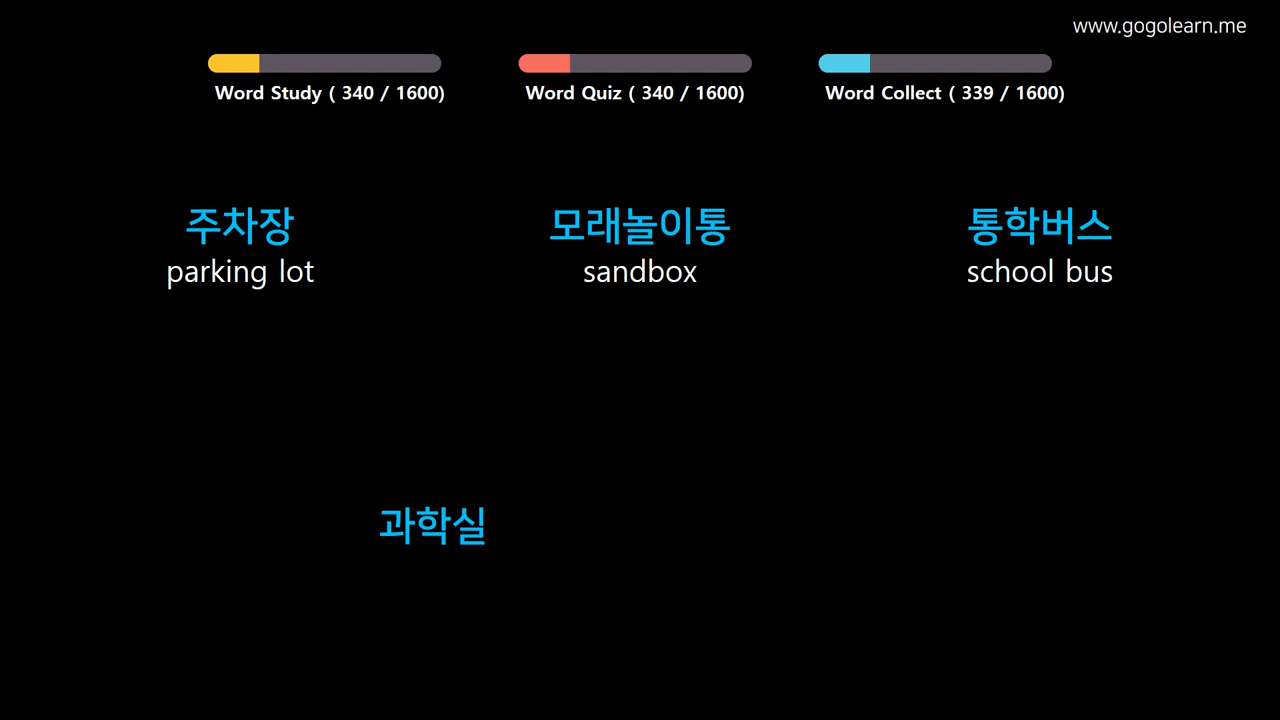 www.gogolearn.me
Word Study ( 340 / 1600)
Word Quiz ( 340 / 1600)
Word Collect ( 339 / 1600)
주차장
parking lot
모래놀이통
sandbox
통학버스
school bus
과학실